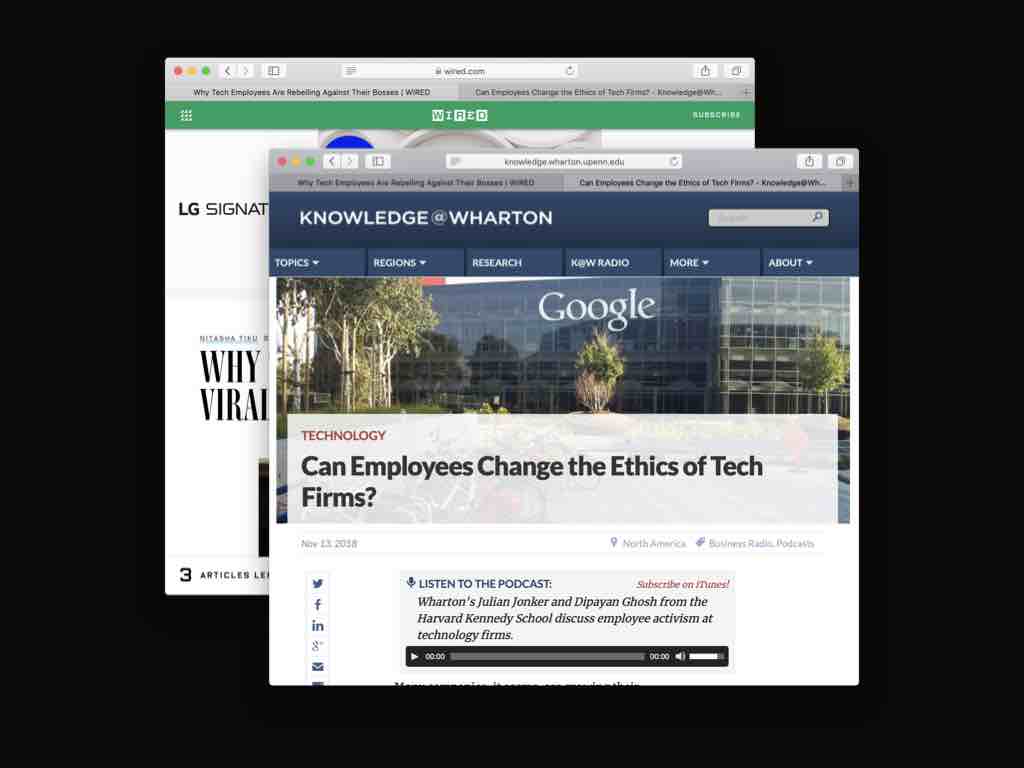 wired.com
Why Tech Employees Are Rebelling Against Their Bosses | WIRED
Can Employees Change the Ethics of Tech Firms? - Knowledge@Wh...
WIRED
SUBSCRIBE
LG SIGNAT
NITASHA TIKU
WHY
VIRAL
3 ARTICLES LE
knowledge.wharton.upenn.edu
Why Tech Employees Are Rebelling Against Their Bosses | WIRED
Can Employees Change the Ethics of Tech Firms? - Knowledge@Wh...
KNOWLEDGE@WHARTON
Search
TOPICS REGIONS RESEARCH K@W RADIO MORE ABOUT
Google
TECHNOLOGY
Can Employees Change the Ethics of Tech
Firms?
Nov 13, 2018 North America Business Radio, Podcasts
LISTEN TO THE PODCAST: Subscribe on iTunes!
Wharton's Julian Jonker and Dipayan Ghosh from the
Harvard Kennedy School discuss employee activism at
technology firms.
00:00 00:00